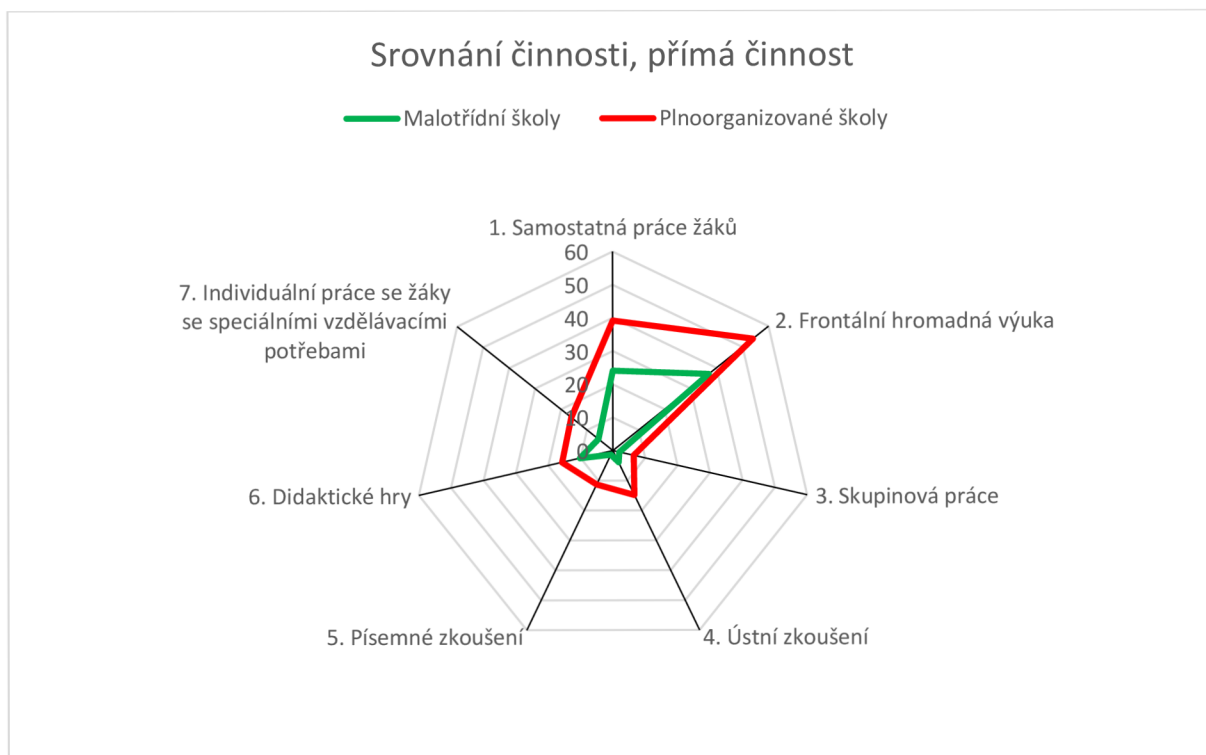 Srovnání činnosti, přímá činnost
Malotřídní školy
Plnoorganizované školy
1. Samostatná práce žáků
60
50
40
30
20
10
0
2. Frontální hromadná výuka
3. Skupinová práce
4. Ústní zkoušení
5. Písemné zkoušení
6. Didaktické hry
7. Individuální práce se žáky
se speciálními vzdělávacími
potřebami